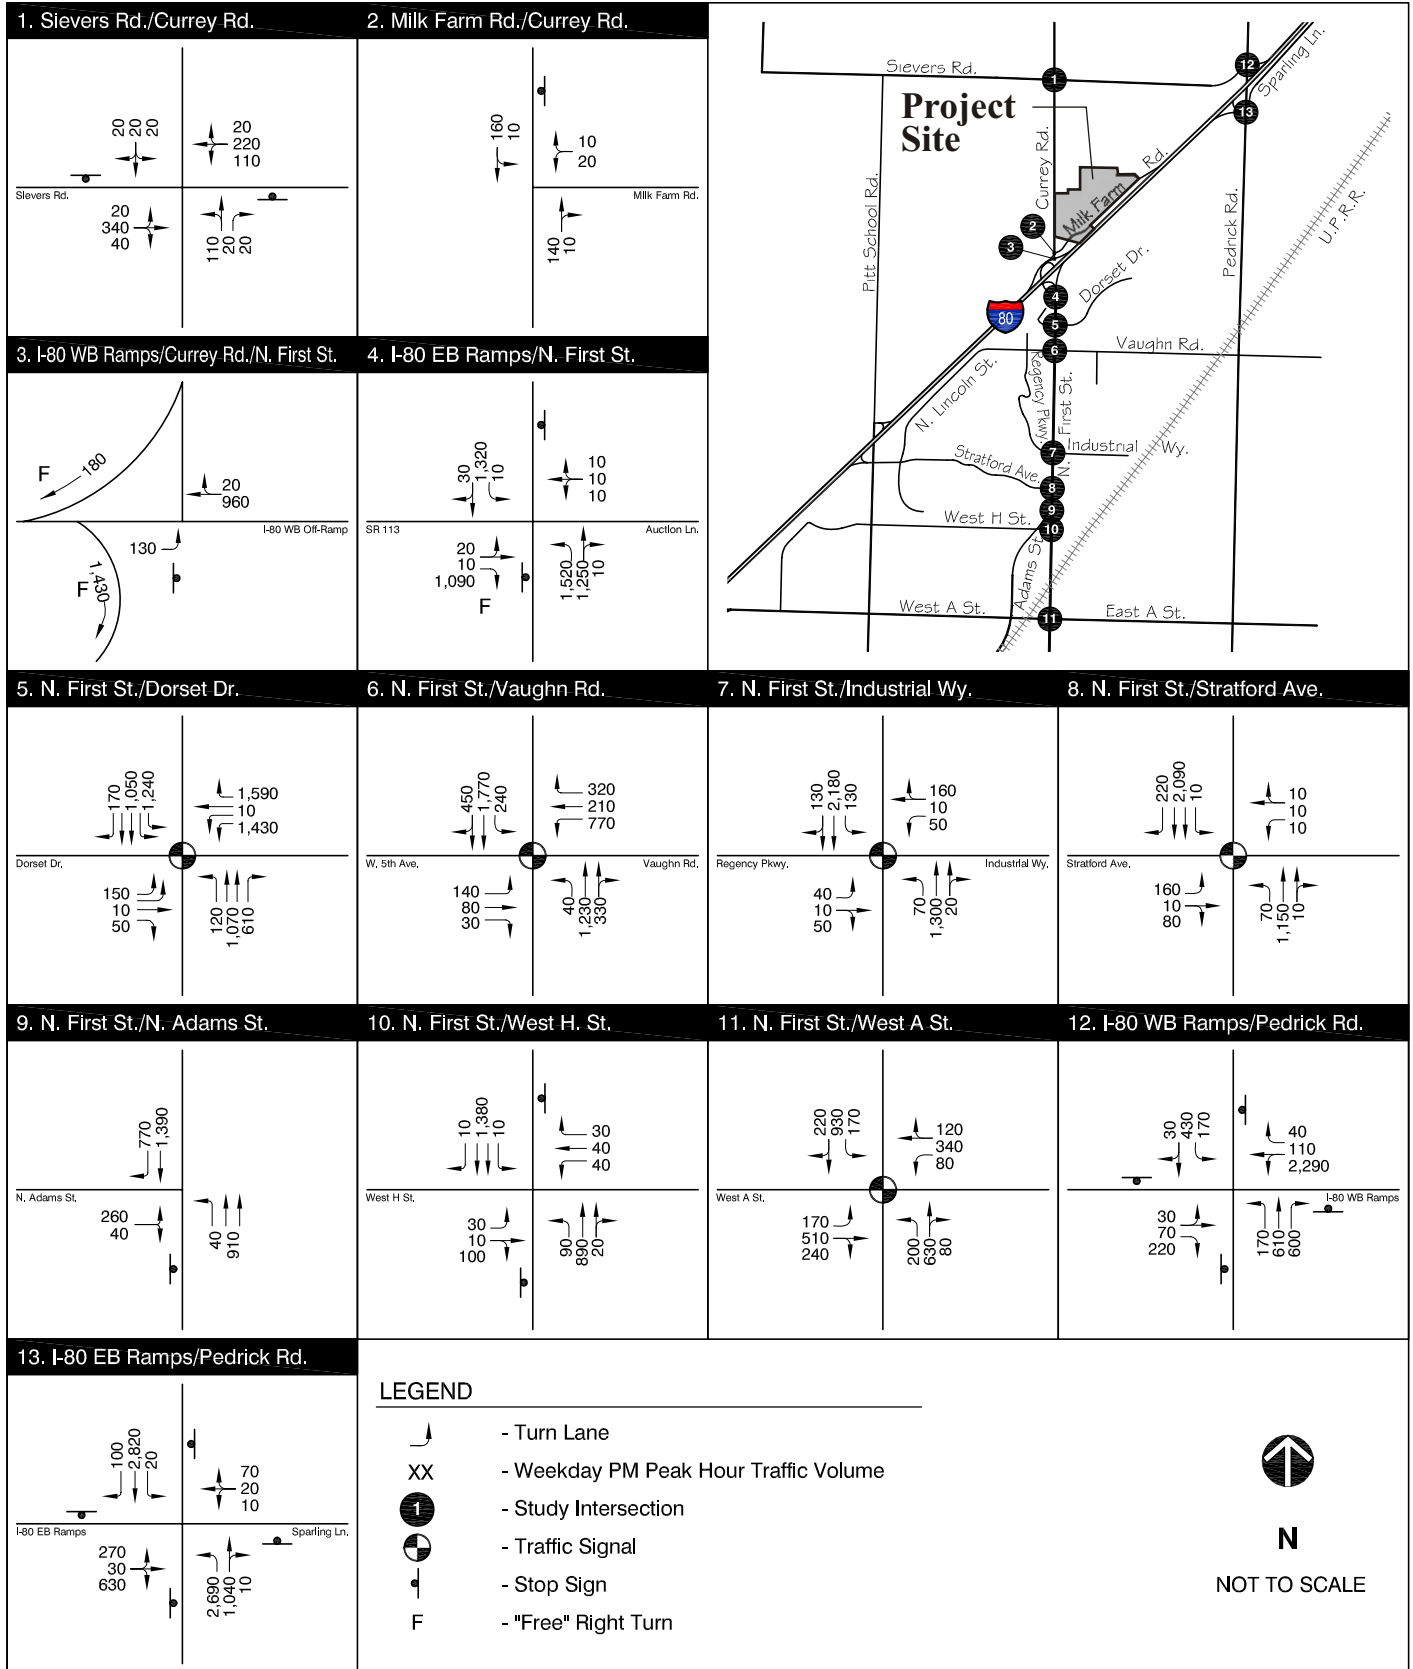 1. Sievers Rd./Currey Rd.
20
20
20
20
220
110
Sievers Rd.
20
340
40
110
20
20
2. Milk Farm Rd./Currey Rd.
160
10
10
20
Milk Farm Rd.
140
10
Sievers Rd.
Sparling Ln.
12
1
13
Project
Site
Currey Rd.
Rd.
Milk Farm
Pitt School Rd.
Pedrick Rd.
U.P.R.R.
2
3
Dorset Dr.
4
80
5
6
Vaughn Rd.
N. Lincoln St.
Regency Pkwy.
First St.
N.
7
Industrial Wy.
Stratford Ave.
8
9
West H St.
10
Adams St.
West A St.
11
East A St.
3. I-80 WB Ramps/Currey Rd./N. First St.
F
180
20
960
I-80 WB Off-Ramp
130
1,430
F
4. I-80 EB Ramps/N. First St.
30
1,320
10
10
10
10
SR 113
Auction Ln.
20
10
1,090
F
1,520
1,250
10
5. N. First St./Dorset Dr.
170
1,050
1,240
1,590
10
1,430
Dorset Dr.
150
10
50
120
1,070
610
6. N. First St./Vaughn Rd.
450
1,770
240
320
210
770
W. 5th Ave.
Vaughn Rd.
140
80
30
40
1,230
330
7. N. First St./Industrial Wy.
130
2,180
130
160
10
50
Regency Pkwy.
Industrial Wy.
40
10
50
70
1,300
20
8. N. First St./Stratford Ave.
220
2,090
10
10
10
10
Stratford Ave.
160
10
80
70
1,150
10
9. N. First St./N. Adams St.
770
1,390
N. Adams St.
260
40
40
910
10. N. First St./West H. St.
10
1,380
10
30
40
40
West H St.
30
10
100
90
890
20
11. N. First St./West A St.
220
930
170
120
340
80
West A St.
170
510
240
200
630
80
12. I-80 WB Ramps/Pedrick Rd.
30
430
170
40
110
2,290
I-80 WB Ramps
30
70
220
170
610
600
13. I-80 EB Ramps/Pedrick Rd.
100
2,820
20
70
20
10
I-80 EB Ramps
Sparling Ln.
270
30
630
2,690
1,040
10
LEGEND
- Turn Lane
XX - Weekday PM Peak Hour Traffic Volume
1 - Study Intersection
- Traffic Signal
- Stop Sign
F - "Free" Right Turn
N
NOT TO SCALE